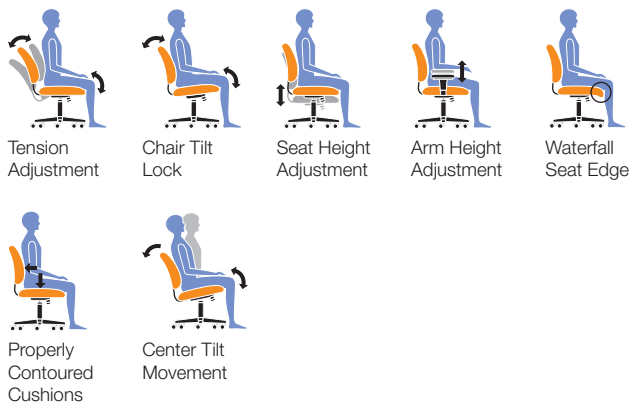 Tension
Adjustment
Chair Tilt
Lock
Seat Height
Adjustment
Arm Height
Adjustment
Waterfall
Seat Edge
Properly
Contoured
Cushions
Center Tilt
Movement